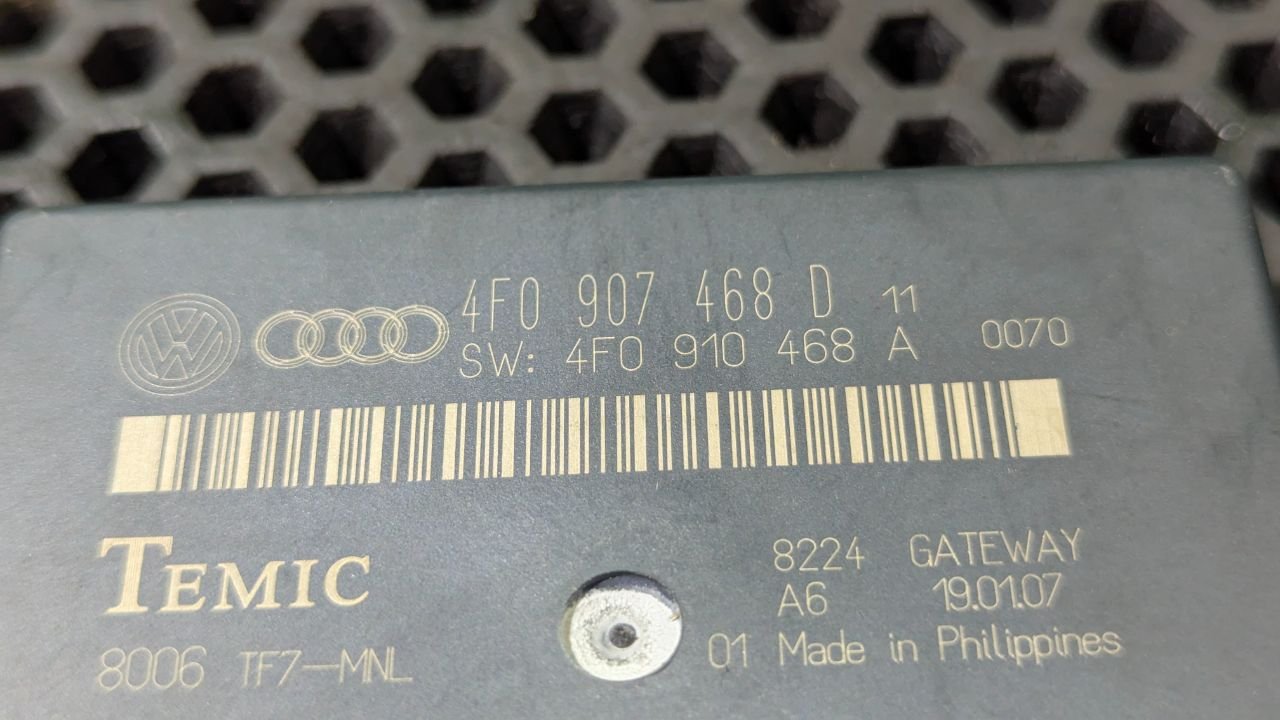 4F0 907 468 D 11
SW: 4F0 910 468 A 0070
TEMIC
8224 GATEWAY
A6 19.01.07
8006 TF7-MNL
01 Made in Philippines